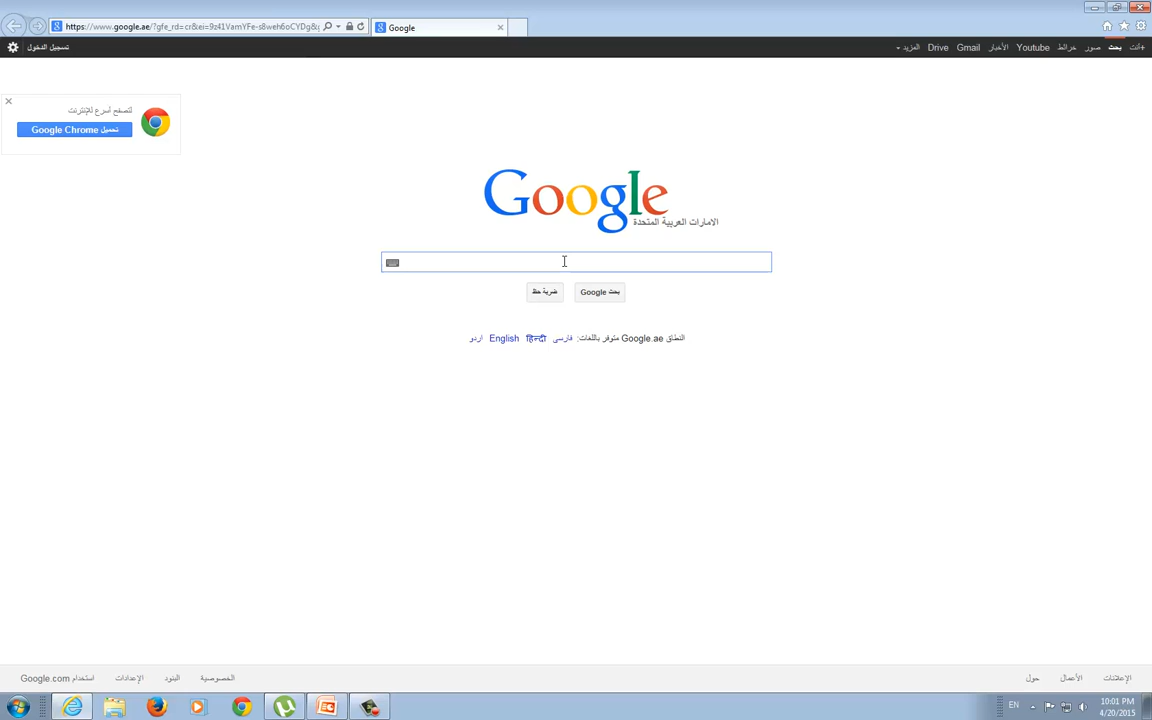 https://www.google.ae/?gfe_rd=cr&ei=9z41VamYFe-s8weh6oCYDg&g
Google
+أنت بحث صور خرائط Youtube الأخبار Gmail Drive المزيد
تسجيل الدخول
لتصفح أسرع للإنترنت
تحميل Google Chrome
Google
الامارات العربية المتحدة
بحث Google
ضربة حظ
النطاق Google.ae متوفر باللغات: فارسی हिन्दी English اردو
الإعلانات الأعمال حول
الخصوصية البنود الإعدادات استخدام Google.com
EN
10:01 PM
4/20/2015